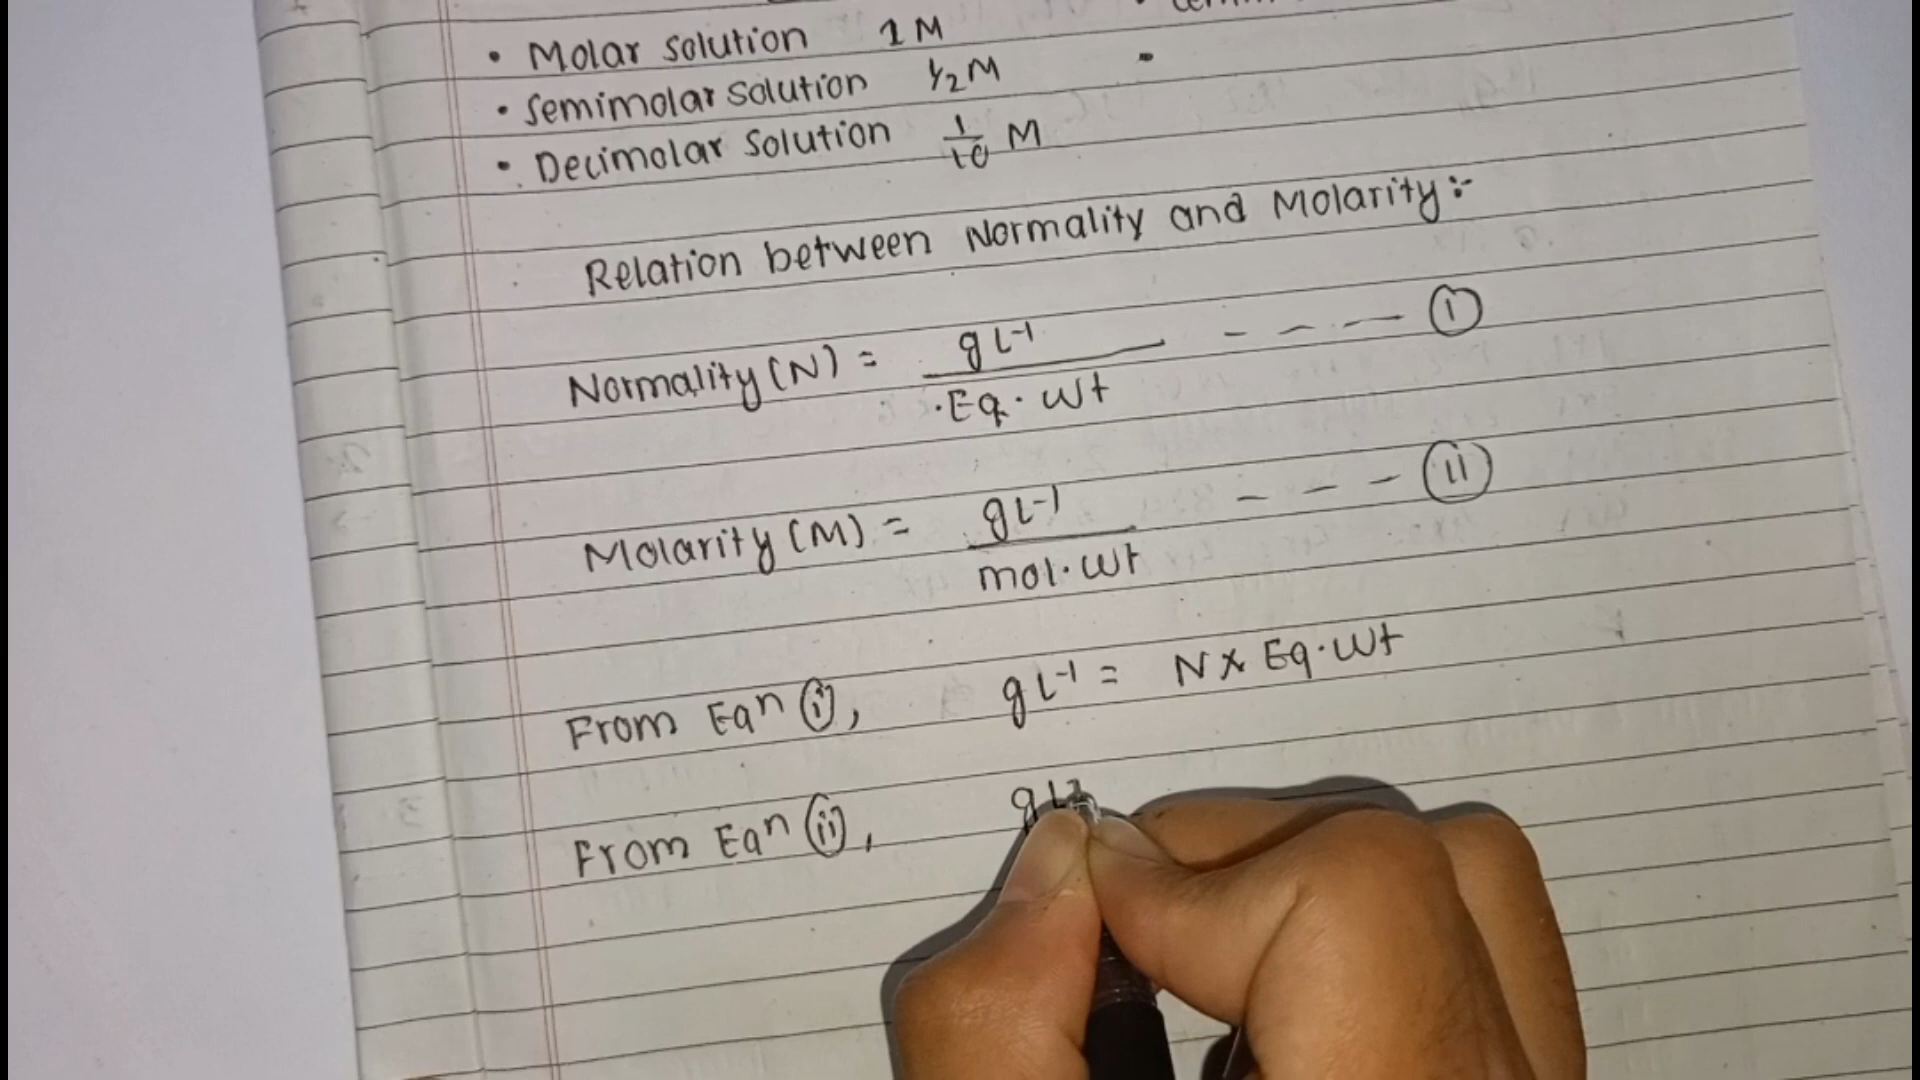 • Molar solution 1 M
• Semimolar solution 1/2 M •
• Decimolar solution 1/10 M
Relation between Normality and Molarity :-
Normality (N) = gL⁻¹ / Eq. wt ---- (i)
Molarity (M) = gL⁻¹ / mol. wt --- (ii)
From Eqⁿ (i), gL⁻¹ = N x Eq. wt
From Eqⁿ (ii), gL